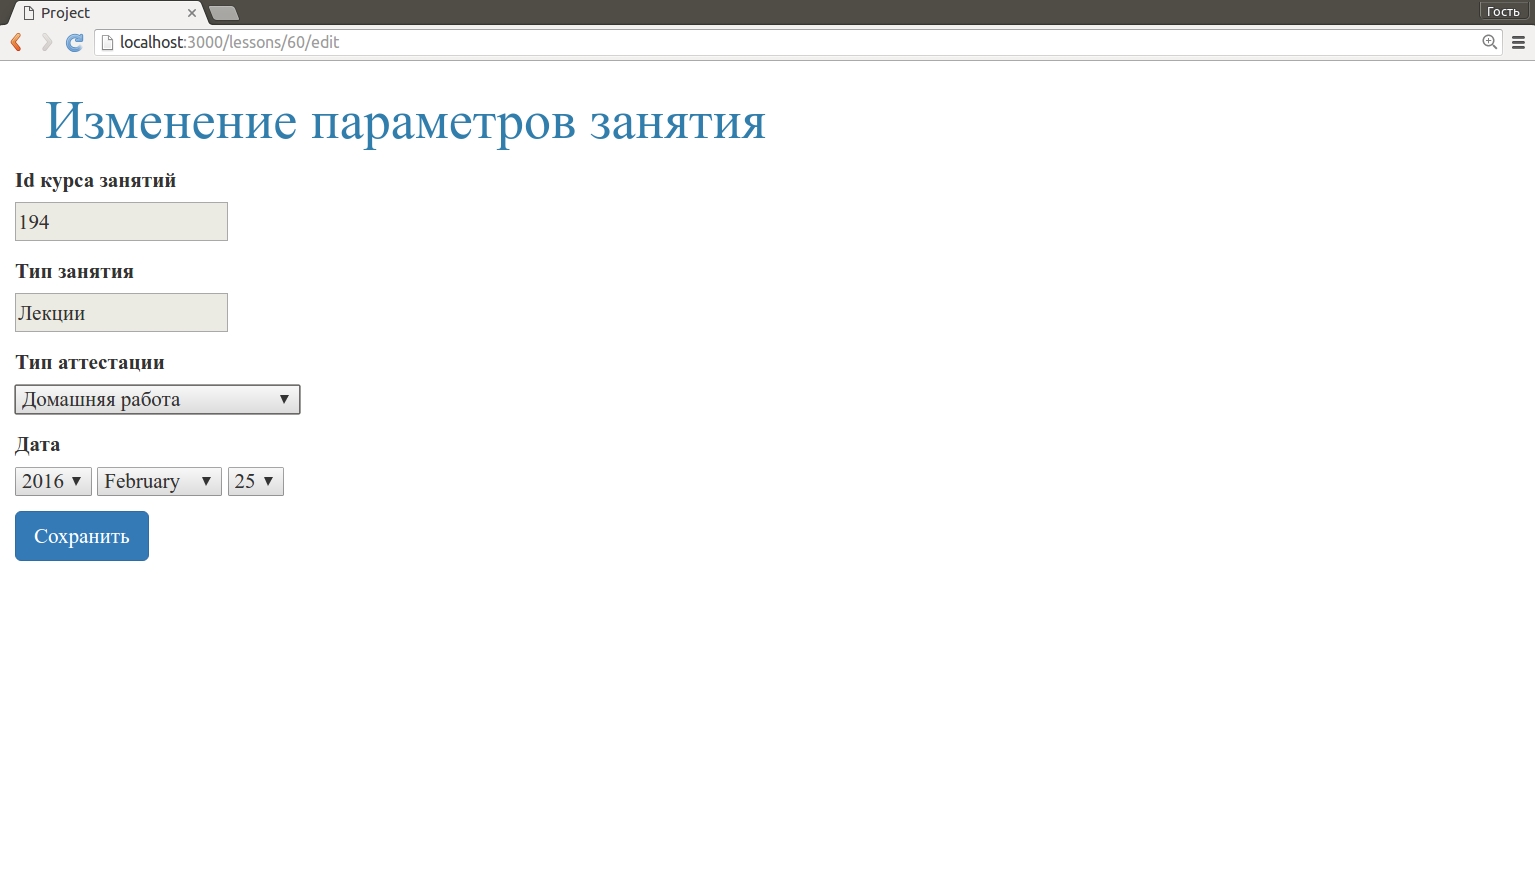 Project
Гость
localhost:3000/lessons/60/edit
Изменение параметров занятия
Id курса занятий
194
Тип занятия
Лекции
Тип аттестации
Домашняя работа
Дата
2016 February 25
Сохранить